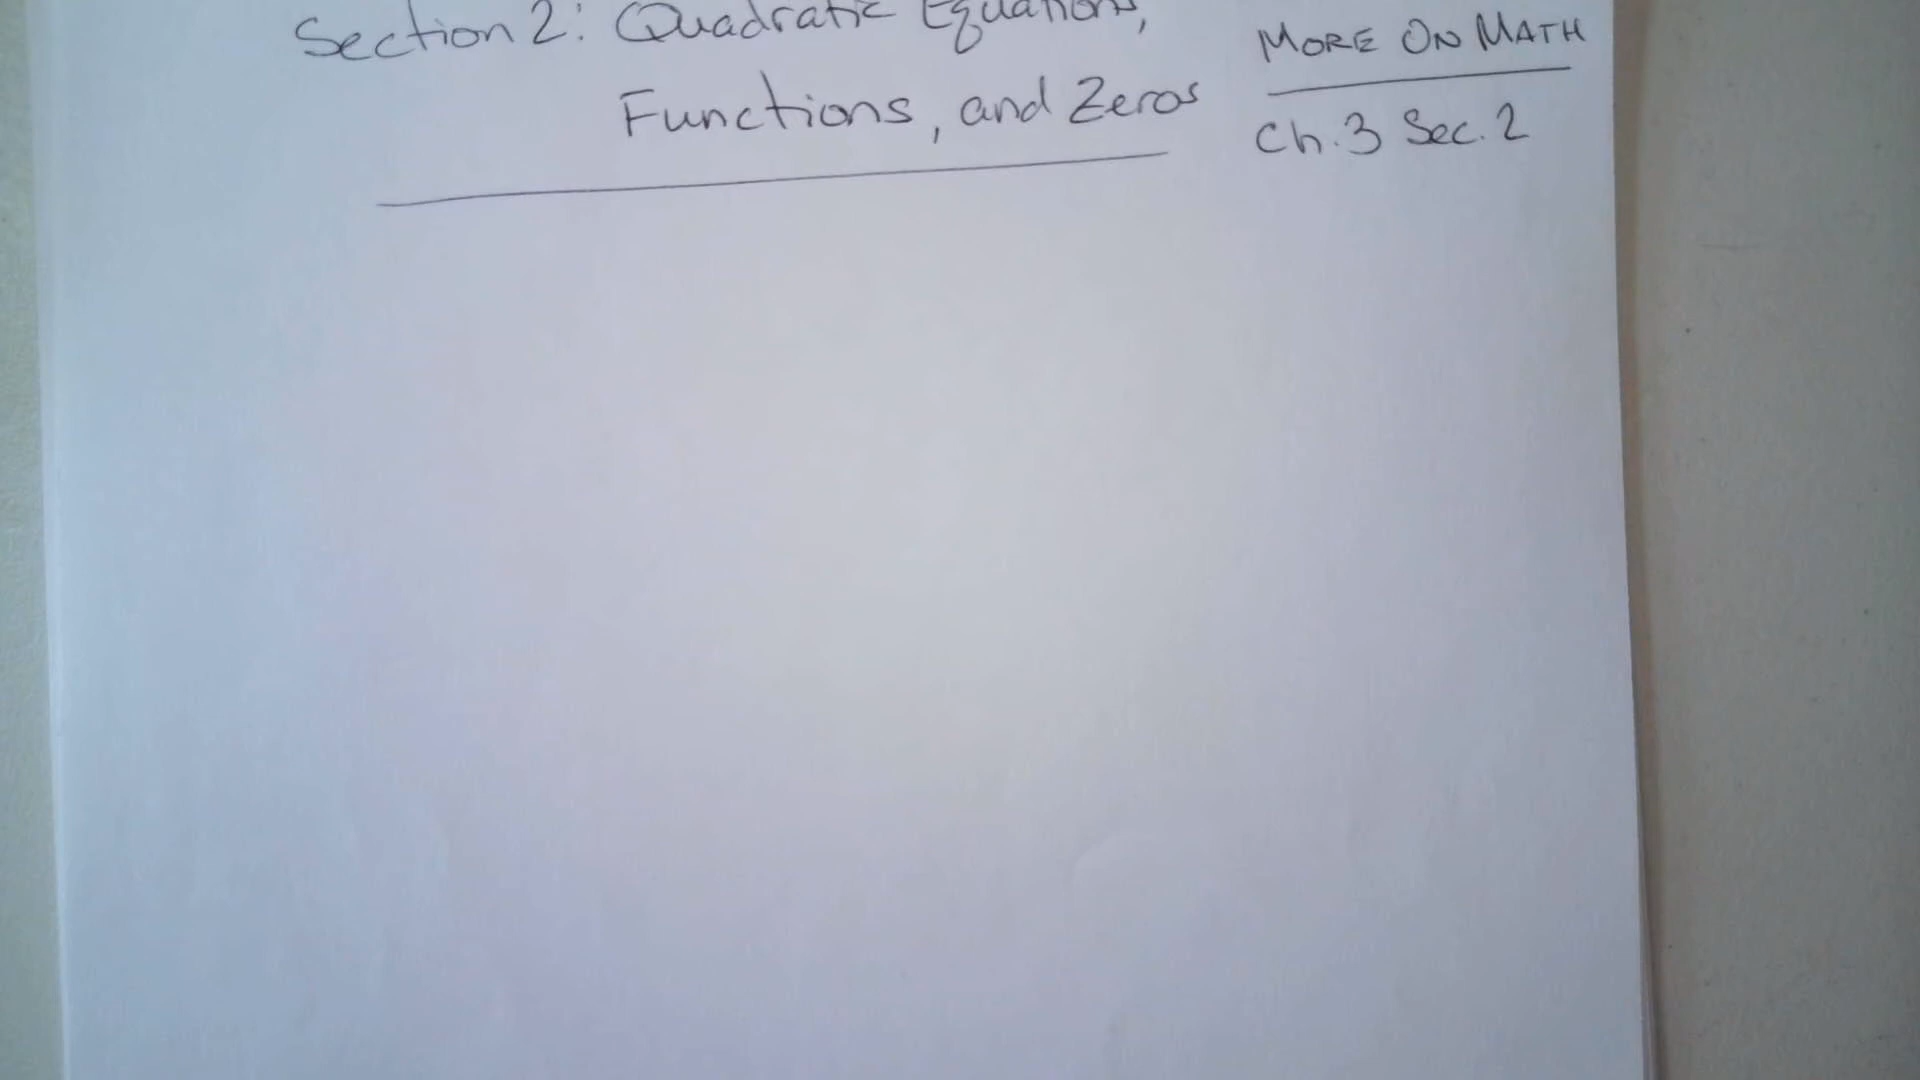 Section 2: Quadratic Equations,
Functions, and Zeros
MORE ON MATH
Ch. 3 Sec. 2